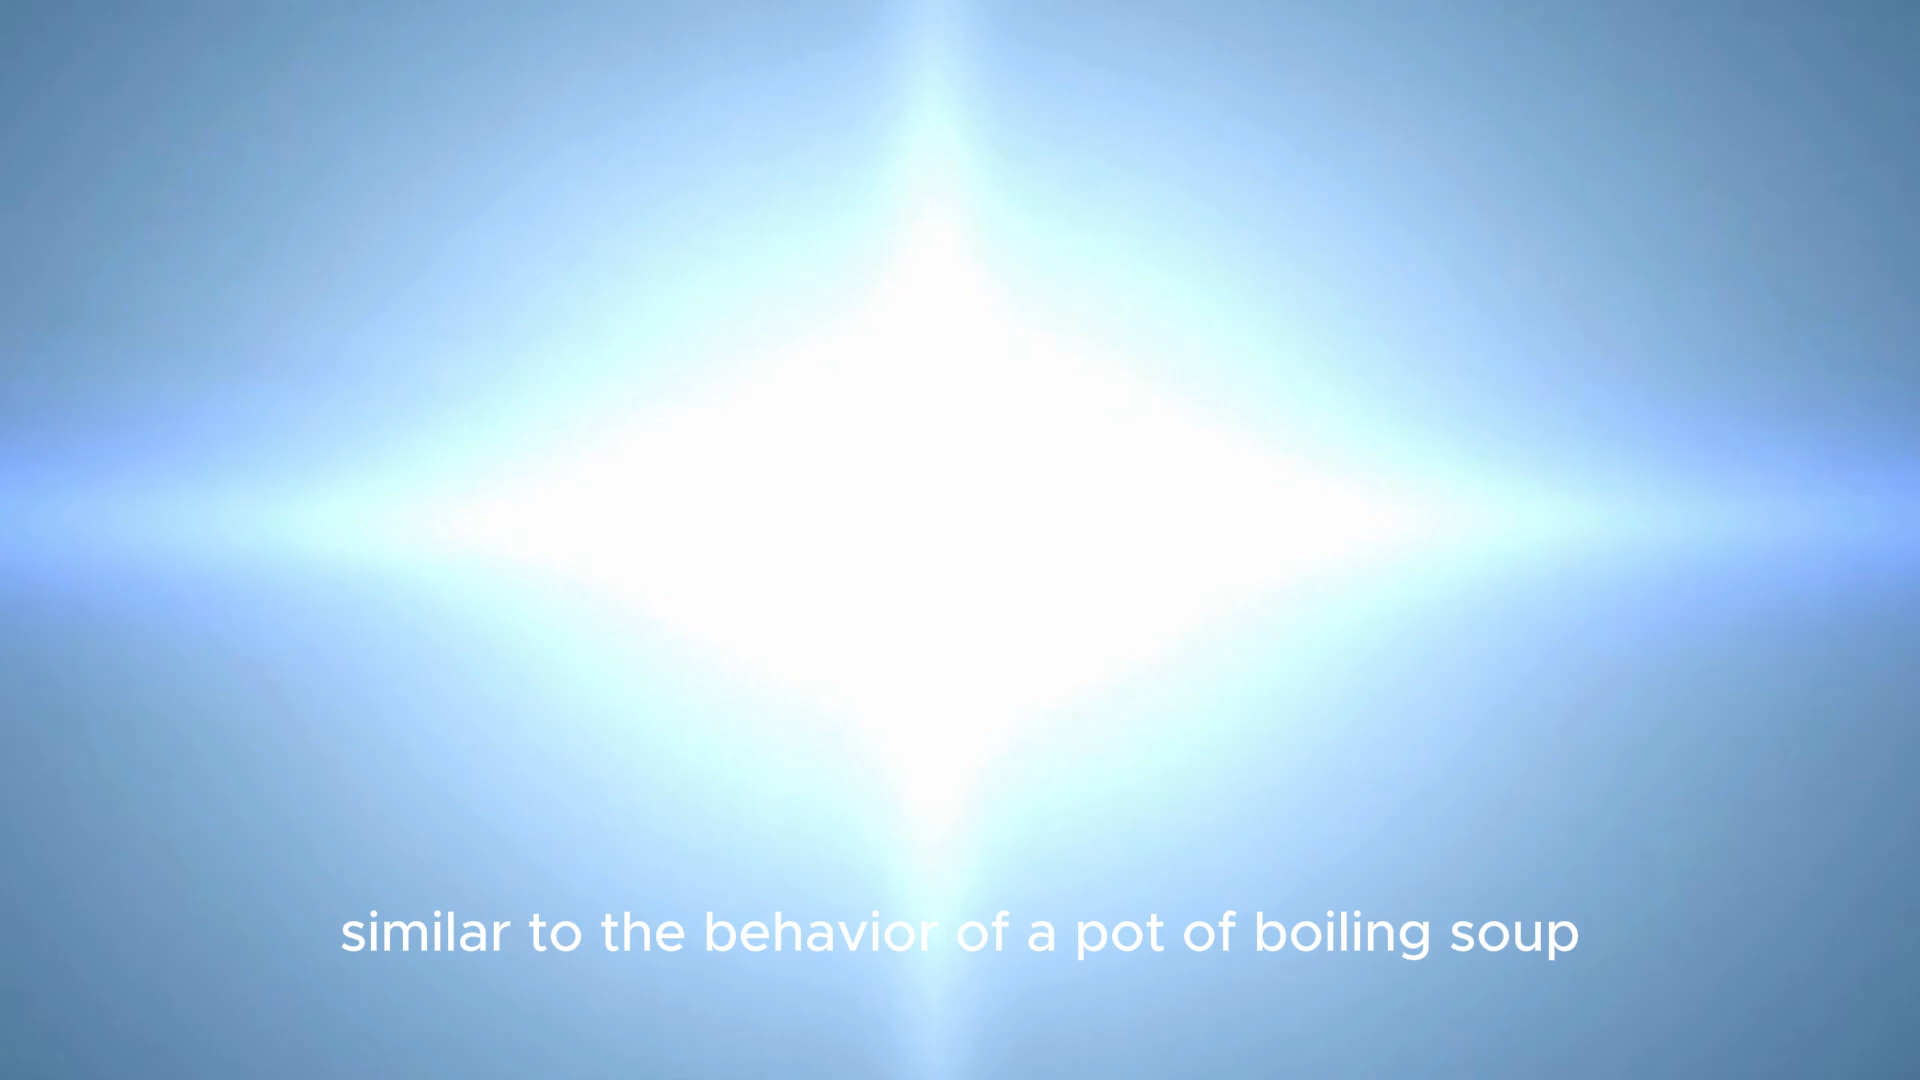 similar to the behavior of a pot of boiling soup